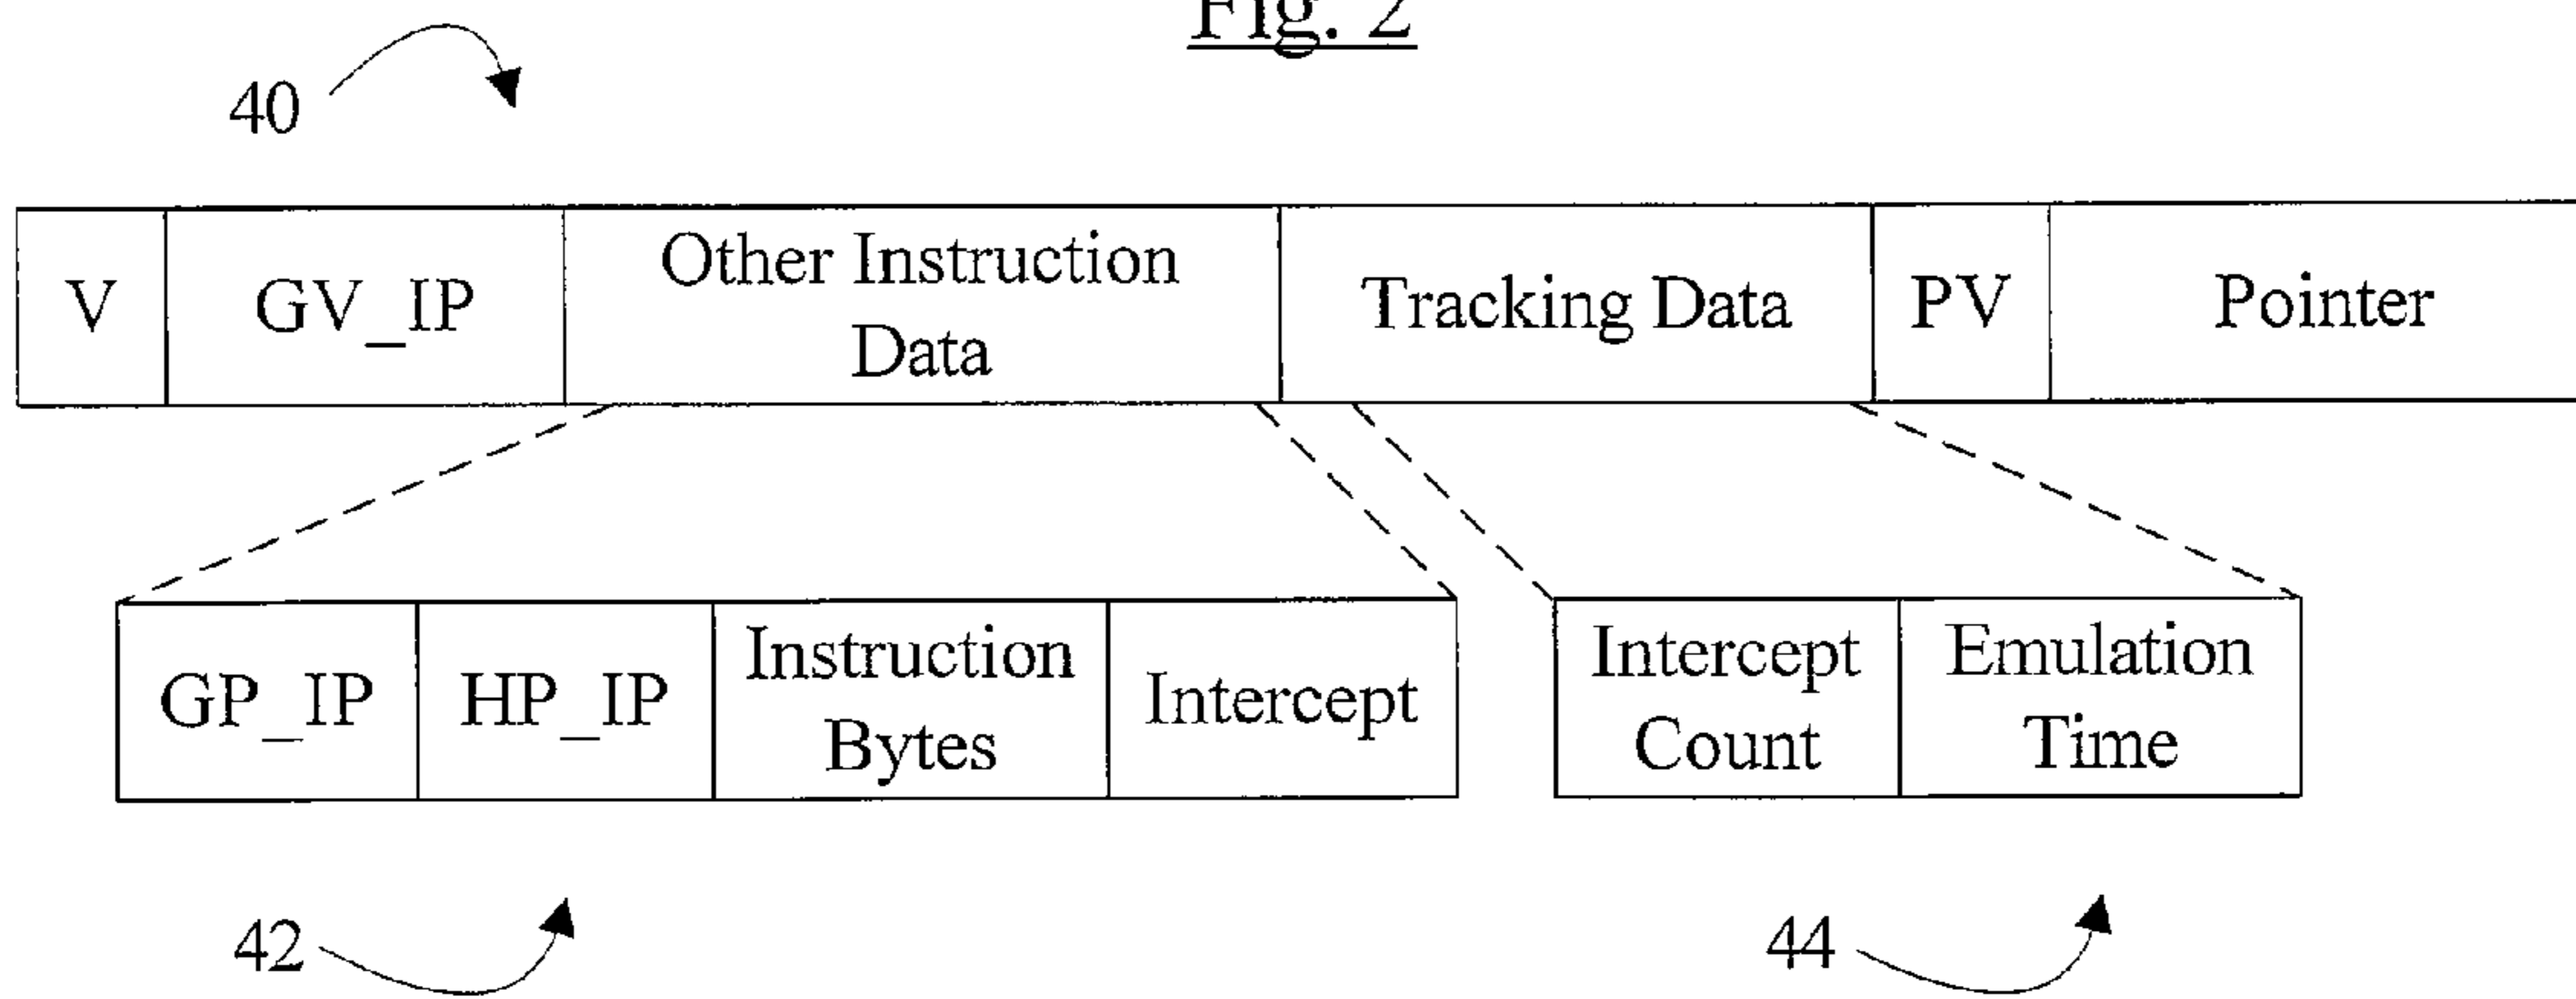 Fig. 2
40
V
GV_IP
Other Instruction
Data
Tracking Data
PV
Pointer
GP_IP
HP_IP
Instruction
Bytes
Intercept
Intercept
Count
Emulation
Time
42
44